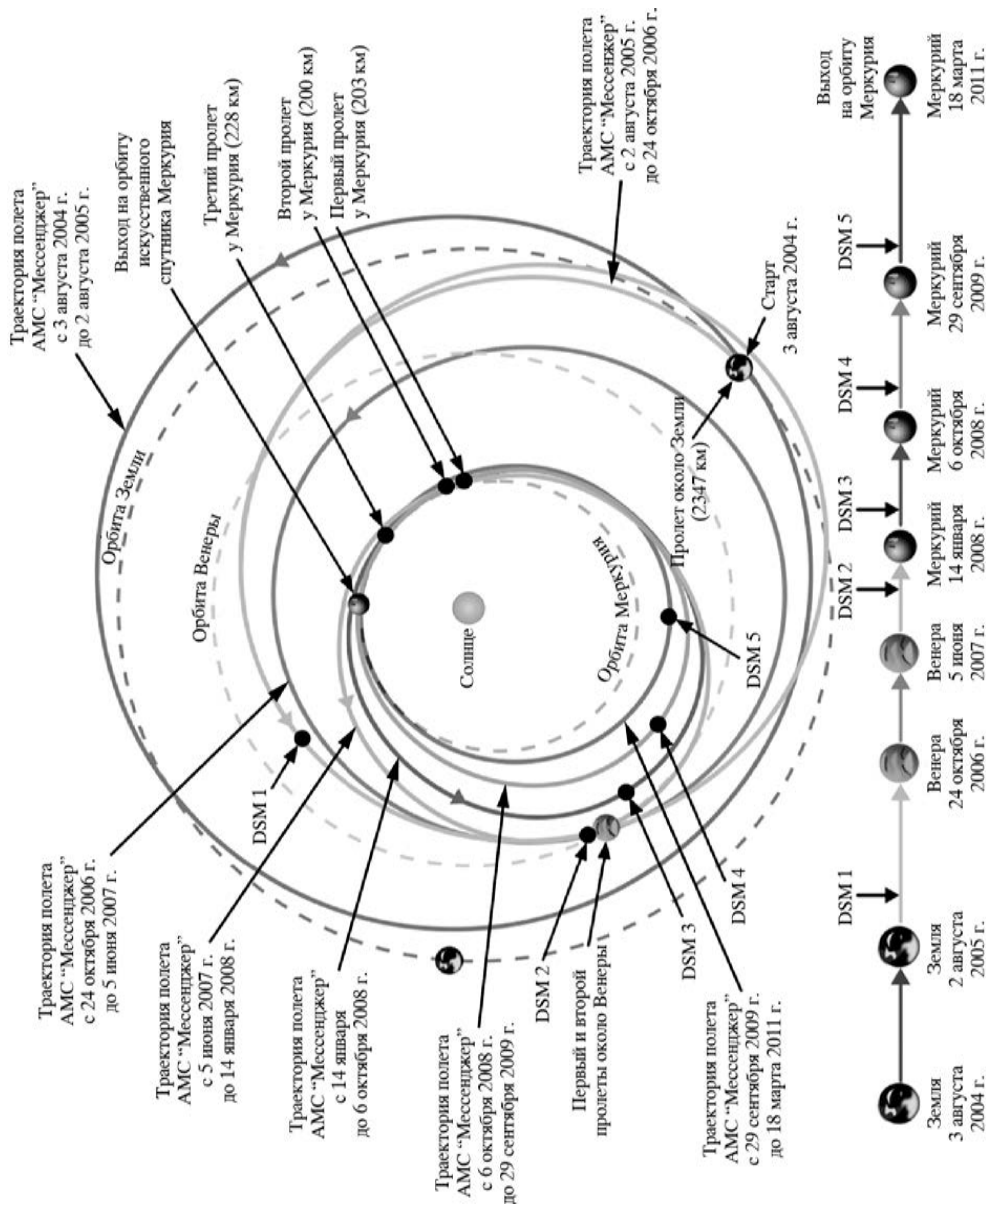 Траектория полета
АМС “Мессенджер”
с 3 августа 2004 г.
до 2 августа 2005 г.
Выход на орбиту
искусственного
спутника Меркурия
Третий пролет
у Меркурия (228 км)
Второй пролет
у Меркурия (200 км)
Первый пролет
у Меркурия (203 км)
Траектория полета
АМС “Мессенджер”
с 2 августа 2005 г.
до 24 октября 2006 г.
Орбита Земли
Орбита Венеры
Солнце
Орбита Меркурия
Пролет около Земли
(2347 км)
Старт
3 августа 2004 г.
DSM 1
DSM 5
Траектория полета
АМС “Мессенджер”
с 24 октября 2006 г.
до 5 июня 2007 г.
Траектория полета
АМС “Мессенджер”
с 5 июня 2007 г.
до 14 января 2008 г.
Траектория полета
АМС “Мессенджер”
с 14 января
до 6 октября 2008 г.
Траектория полета
АМС “Мессенджер”
с 6 октября 2008 г.
до 29 сентября 2009 г.
DSM 2
Первый и второй
пролеты около Венеры
DSM 3
DSM 4
Траектория полета
АМС “Мессенджер”
с 29 сентября 2009 г.
до 18 марта 2011 г.
DSM 1
DSM 2
DSM 3
DSM 4
DSM 5
Выход
на орбиту
Меркурия
Земля
3 августа
2004 г.
Земля
2 августа
2005 г.
Венера
24 октября
2006 г.
Венера
5 июня
2007 г.
Меркурий
14 января
2008 г.
Меркурий
6 октября
2008 г.
Меркурий
29 сентября
2009 г.
Меркурий
18 марта
2011 г.